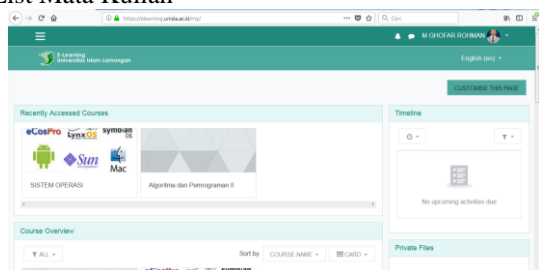 List Mata Kuliah
https://elearning.unisla.ac.id/my/
Cari
M GHOFAR ROHMAN
E-Learning
Universitas Islam Lamongan
English (en)
CUSTOMISE THIS PAGE
Recently Accessed Courses
eCosPro
LynxOS
symbian
OS
Sun
Mac
SISTEM OPERASI
Algoritma dan Pemrograman II
Timeline
No upcoming activities due
Course Overview
ALL
Sort by
COURSE NAME
CARD
Private Files